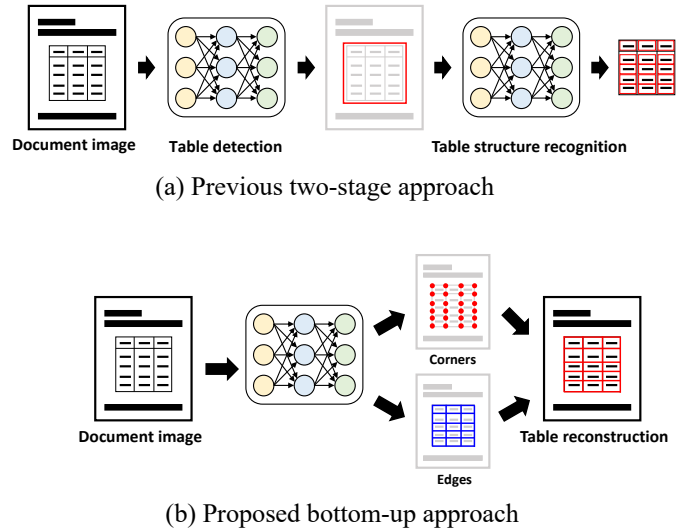 Document image
Table detection
Table structure recognition
(a) Previous two-stage approach
Corners
Document image
Table reconstruction
Edges
(b) Proposed bottom-up approach